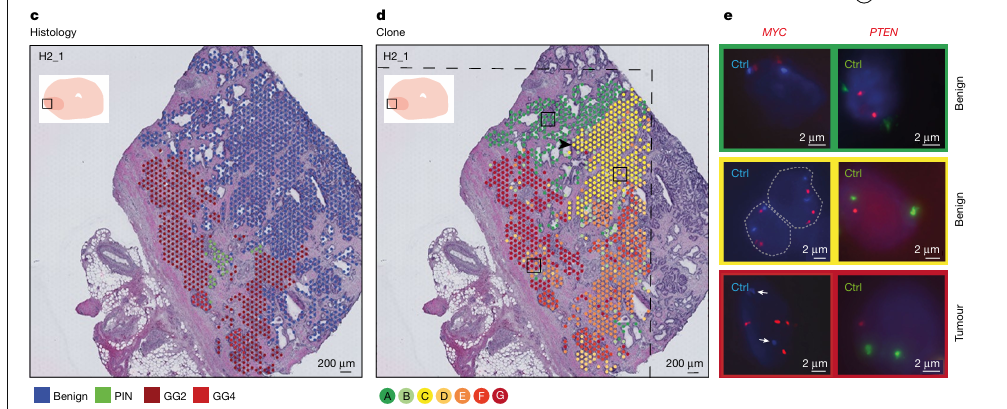 c
Histology
H2_1
200 μm
Benign
PIN
GG2
GG4
d
Clone
H2_1
200 μm
A
B
C
D
E
F
G
e
MYC
PTEN
Ctrl
2 μm
Ctrl
2 μm
Benign
Ctrl
2 μm
Ctrl
2 μm
Benign
Ctrl
2 μm
Ctrl
2 μm
Tumour